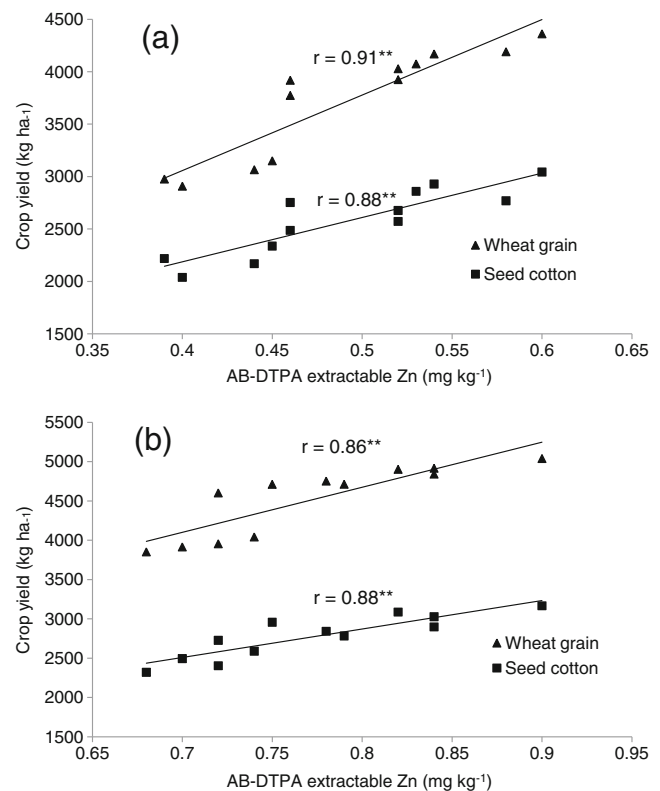 (a)
4500
4000
3500
3000
2500
2000
1500
Crop yield (kg ha-1)
r = 0.91**
r = 0.88**
Wheat grain
Seed cotton
0.35 0.4 0.45 0.5 0.55 0.6 0.65
AB-DTPA extractable Zn (mg kg-1)
(b)
5500
5000
4500
4000
3500
3000
2500
2000
1500
Crop yield (kg ha-1)
r = 0.86**
r = 0.88**
Wheat grain
Seed cotton
0.65 0.7 0.75 0.8 0.85 0.9 0.95
AB-DTPA extractable Zn (mg kg-1)